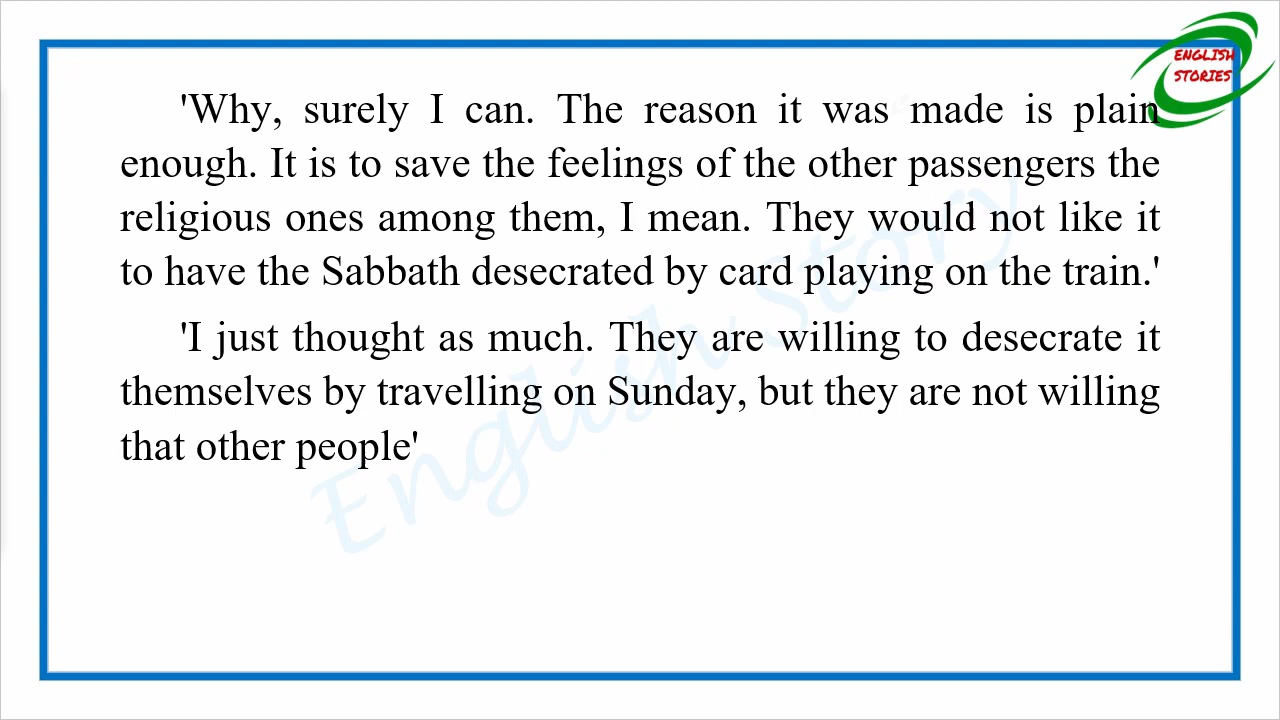 ENGLISH
STORIES
'Why, surely I can. The reason it was made is plain
enough. It is to save the feelings of the other passengers the
religious ones among them, I mean. They would not like it
to have the Sabbath desecrated by card playing on the train.'
'I just thought as much. They are willing to desecrate it
themselves by travelling on Sunday, but they are not willing
that other people'
English Story